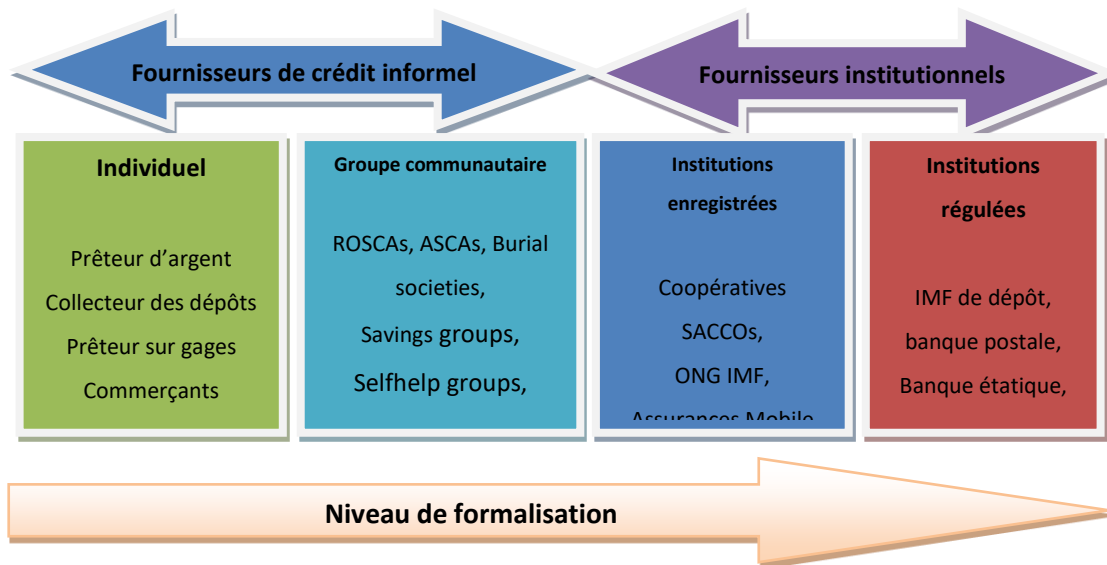 Fournisseurs de crédit informel
Fournisseurs institutionnels
Individuel
Prêteur d'argent
Collecteur des dépôts
Prêteur sur gages
Commerçants
Groupe communautaire
ROSCAs, ASCAs, Burial
societies,
Savings groups,
Selfhelp groups,
Institutions
enregistrées
Coopératives
SACCOs,
ONG IMF,
Assurances Mobile
Institutions
régulées
IMF de dépôt,
banque postale,
Banque étatique,
Niveau de formalisation